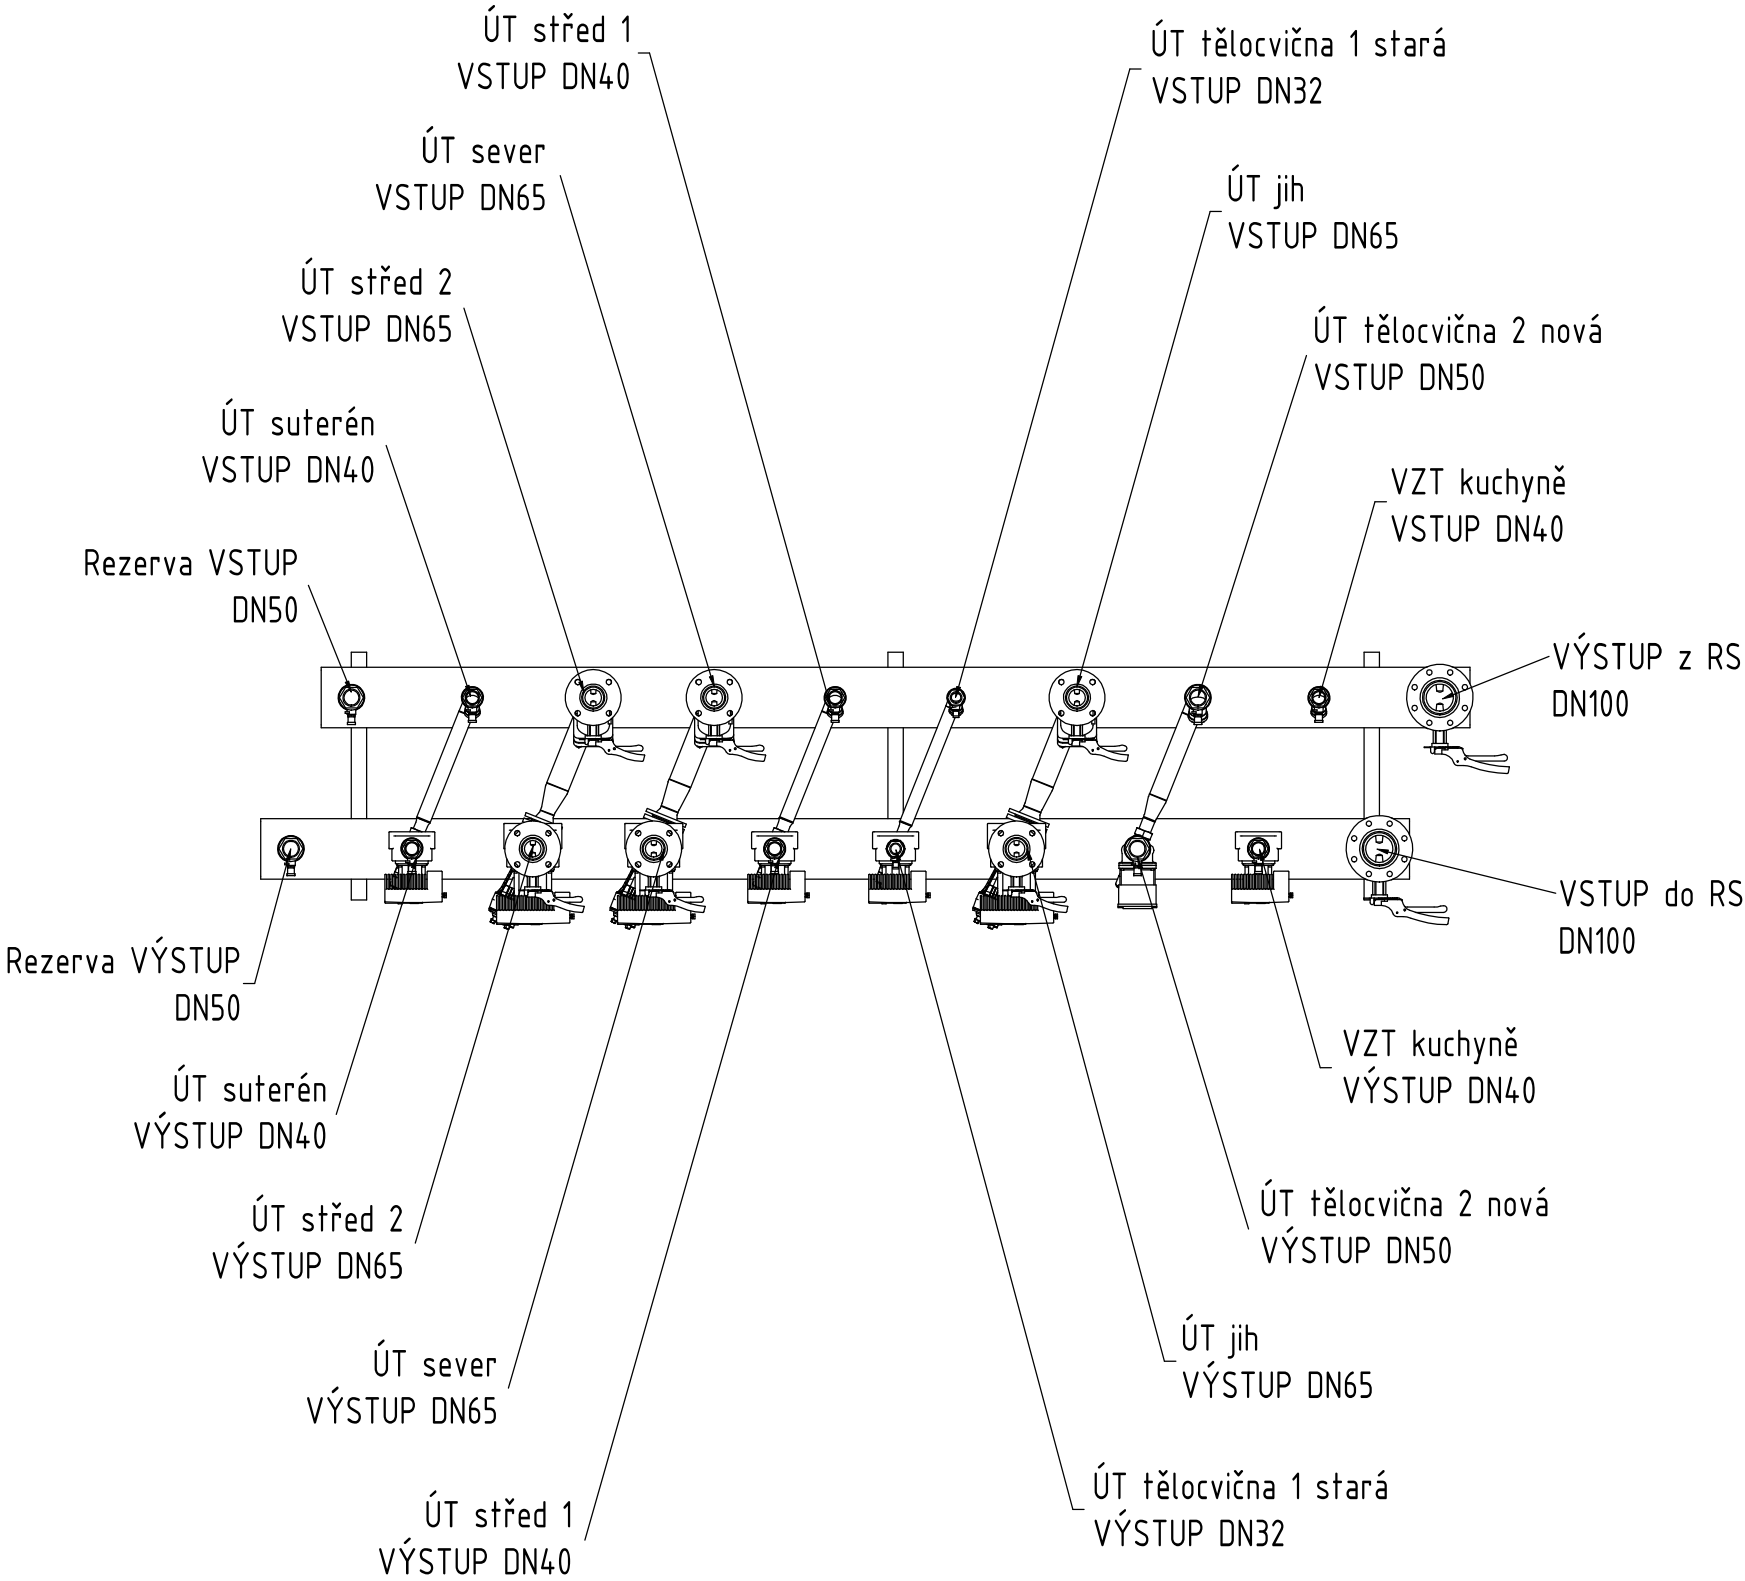 ÚT střed 1
VSTUP DN40
ÚT tělocvična 1 stará
VSTUP DN32
ÚT sever
VSTUP DN65
ÚT jih
VSTUP DN65
ÚT střed 2
VSTUP DN65
ÚT tělocvična 2 nová
VSTUP DN50
ÚT suterén
VSTUP DN40
VZT kuchyně
VSTUP DN40
Rezerva VSTUP
DN50
VÝSTUP z RS
DN100
VSTUP do RS
DN100
Rezerva VÝSTUP
DN50
VZT kuchyně
VÝSTUP DN40
ÚT suterén
VÝSTUP DN40
ÚT tělocvična 2 nová
VÝSTUP DN50
ÚT střed 2
VÝSTUP DN65
ÚT jih
VÝSTUP DN65
ÚT sever
VÝSTUP DN65
ÚT tělocvična 1 stará
VÝSTUP DN32
ÚT střed 1
VÝSTUP DN40